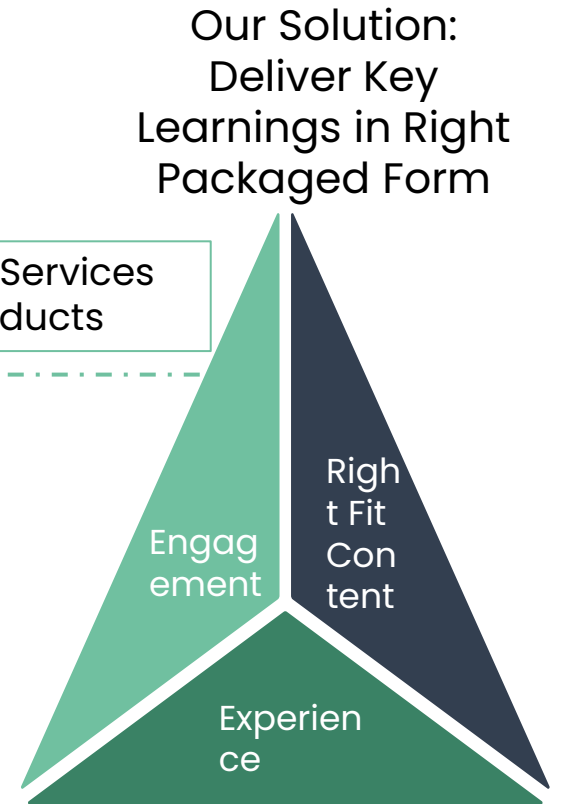 Our Solution:
Deliver Key
Learnings in Right
Packaged Form
Services
ducts
Righ
t Fit
Con
tent
Engag
ement
Experien
ce